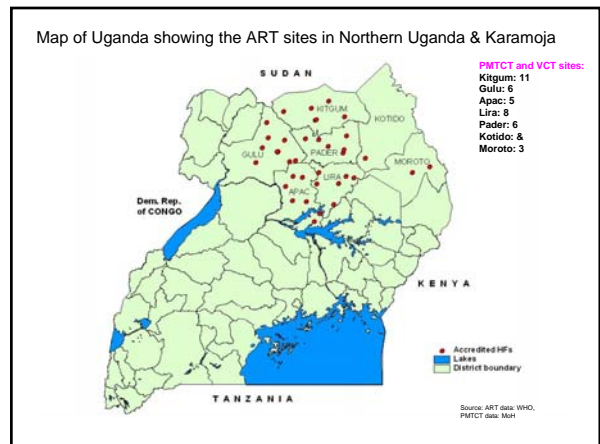 Map of Uganda showing the ART sites in Northern Uganda & Karamoja
PMTCT and VCT sites:
Kitgum: 11
Gulu: 6
Apac: 5
Lira: 8
Pader: 6
Kotido: &
Moroto: 3
SUDAN
KITGUM
KOTIDO
GULU
PADER
MOROTO
LIRA
APAC
Dem. Rep.
of CONGO
KENYA
Accredited HFs
Lakes
District boundary
TANZANIA
Source: ART data: WHO,
PMTCT data: MoH